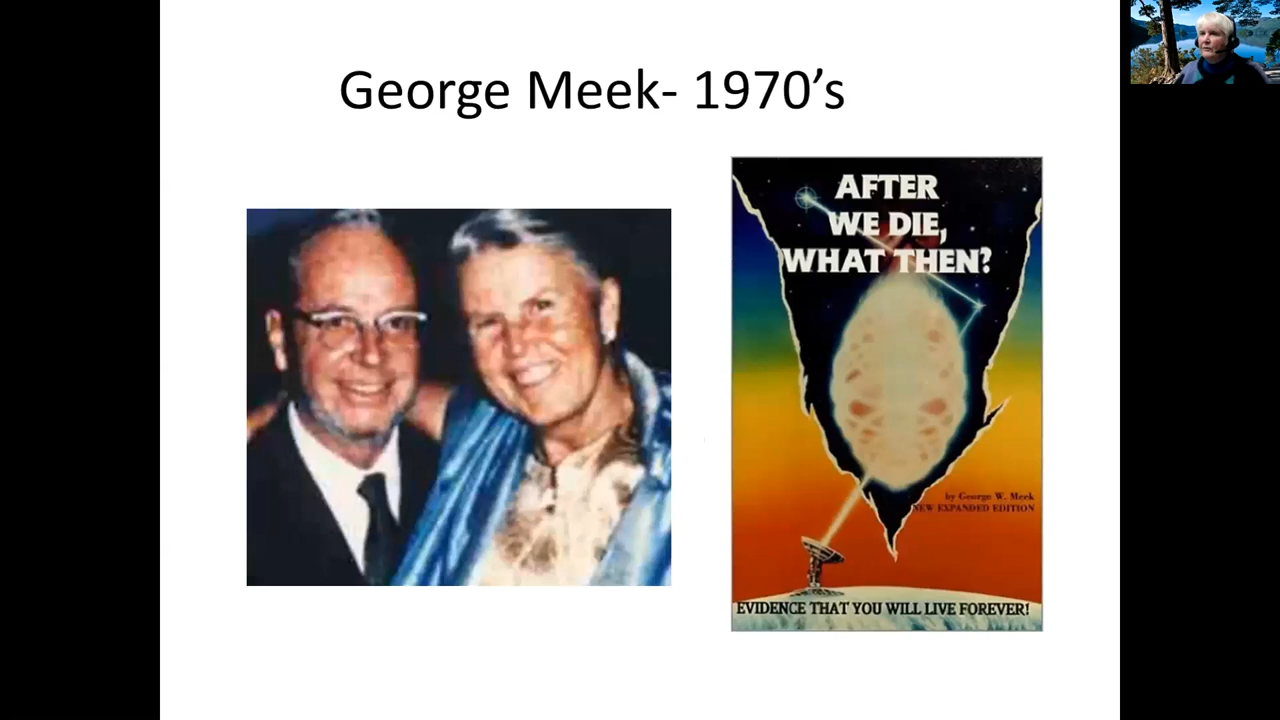 George Meek- 1970’s
AFTER
WE DIE,
WHAT THEN?
by George W. Meek
NEW EXPANDED EDITION
EVIDENCE THAT YOU WILL LIVE FOREVER!